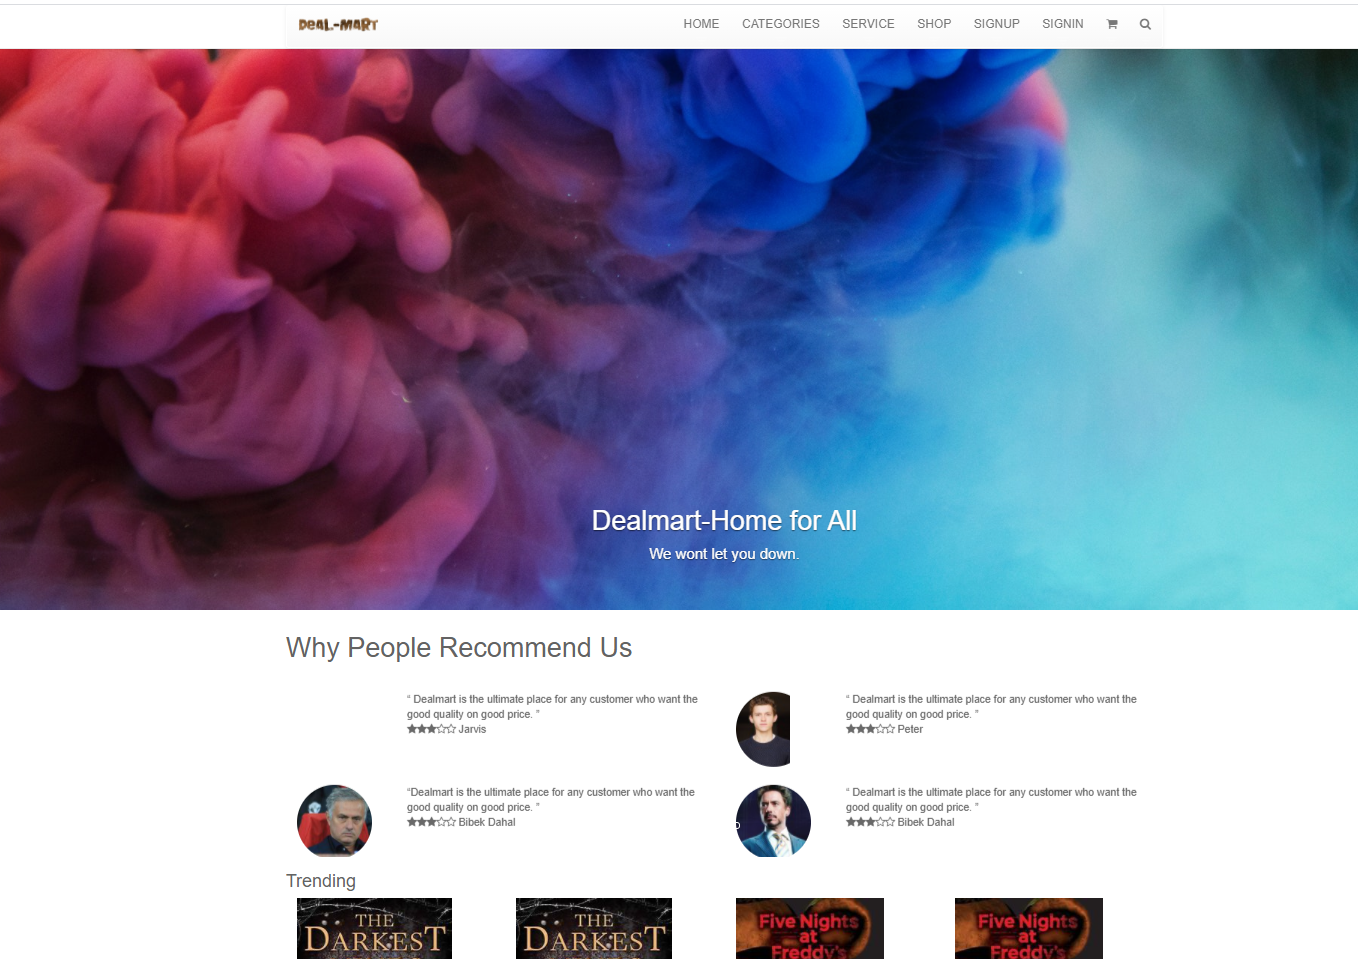 DeAL-MARt
HOME CATEGORIES SERVICE SHOP SIGNUP SIGNIN
Dealmart-Home for All
We wont let you down.
Why People Recommend Us
“ Dealmart is the ultimate place for any customer who want the
good quality on good price. ”
Jarvis
“ Dealmart is the ultimate place for any customer who want the
good quality on good price. ”
Peter
“Dealmart is the ultimate place for any customer who want the
good quality on good price. ”
Bibek Dahal
“ Dealmart is the ultimate place for any customer who want the
good quality on good price. ”
Bibek Dahal
Trending
THE
DARKEST
THE
DARKEST
Five Nights
at
Freddy's
Five Nights
at
Freddy's